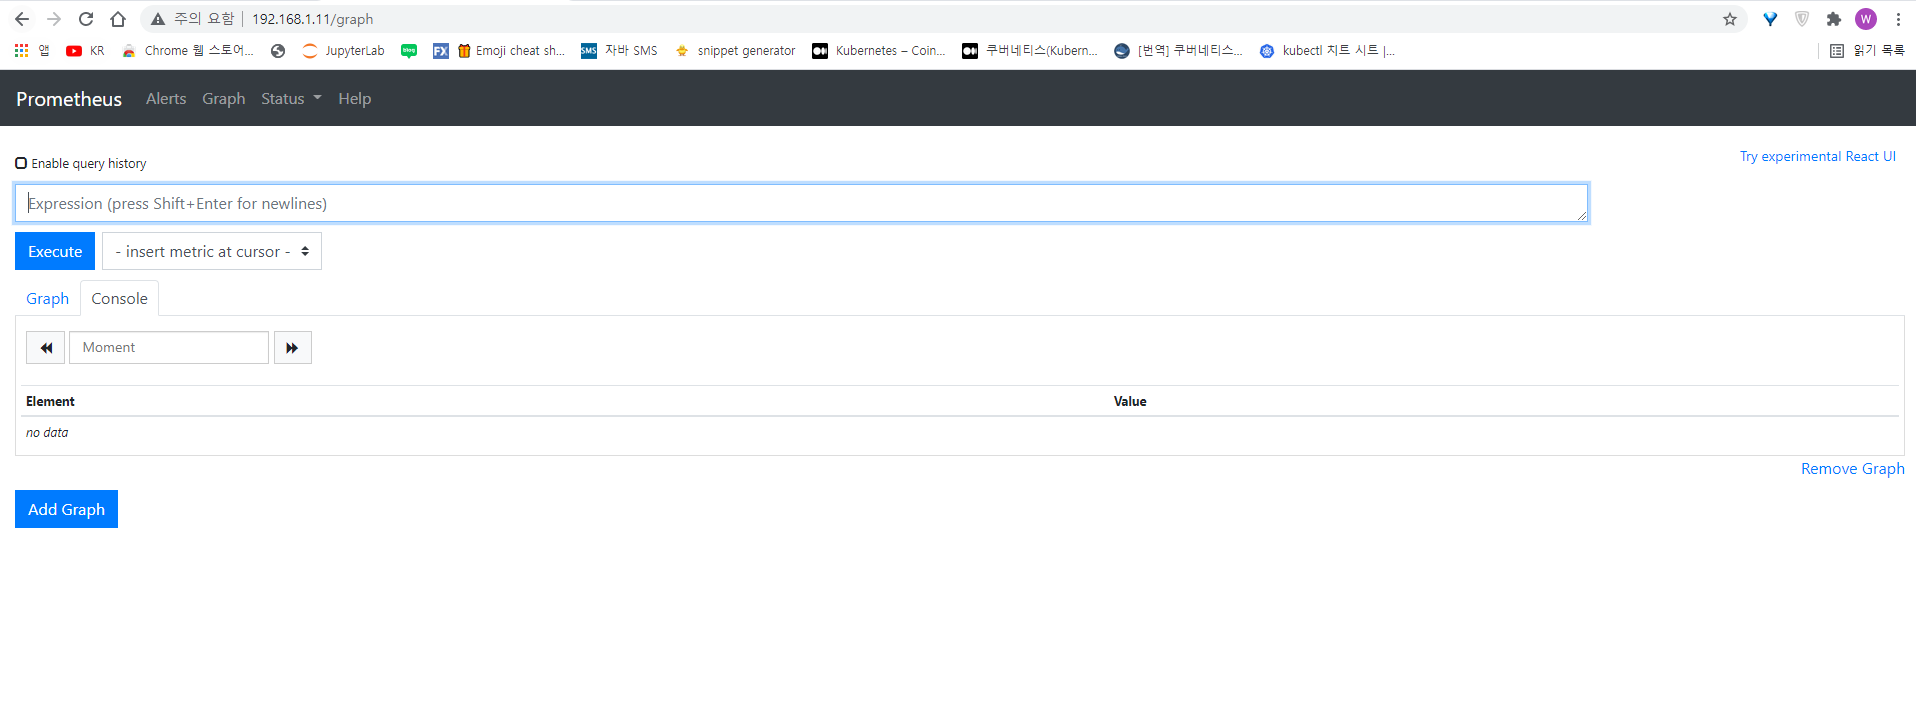 주의 요함 192.168.1.11/graph W
앱 KR Chrome 웹 스토어... JupyterLab blog FX Emoji cheat sh... SMS 자바 SMS snippet generator Kubernetes – Coin... 쿠버네티스(Kubern... [번역] 쿠버네티스... kubectl 치트 시트 |... 읽기 목록
Prometheus Alerts Graph Status Help
Enable query history Try experimental React UI
Expression (press Shift+Enter for newlines)
Execute - insert metric at cursor -
Graph Console
Moment
Element Value
no data
Remove Graph
Add Graph